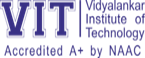 VIT
Vidyalankar
Institute of
Technology
Accredited A+ by NAAC